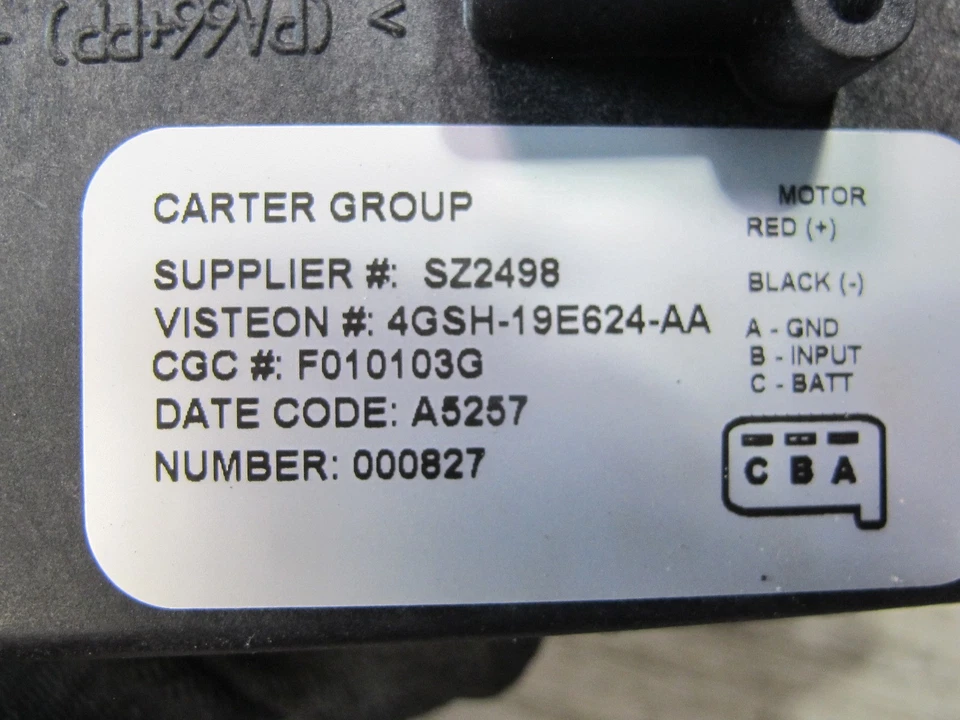 (PA66+PP) <
CARTER GROUP
SUPPLIER #: SZ2498
VISTEON #: 4GSH-19E624-AA
CGC #: F010103G
DATE CODE: A5257
NUMBER: 000827
MOTOR
RED (+)
BLACK (-)
A - GND
B - INPUT
C - BATT
C B A